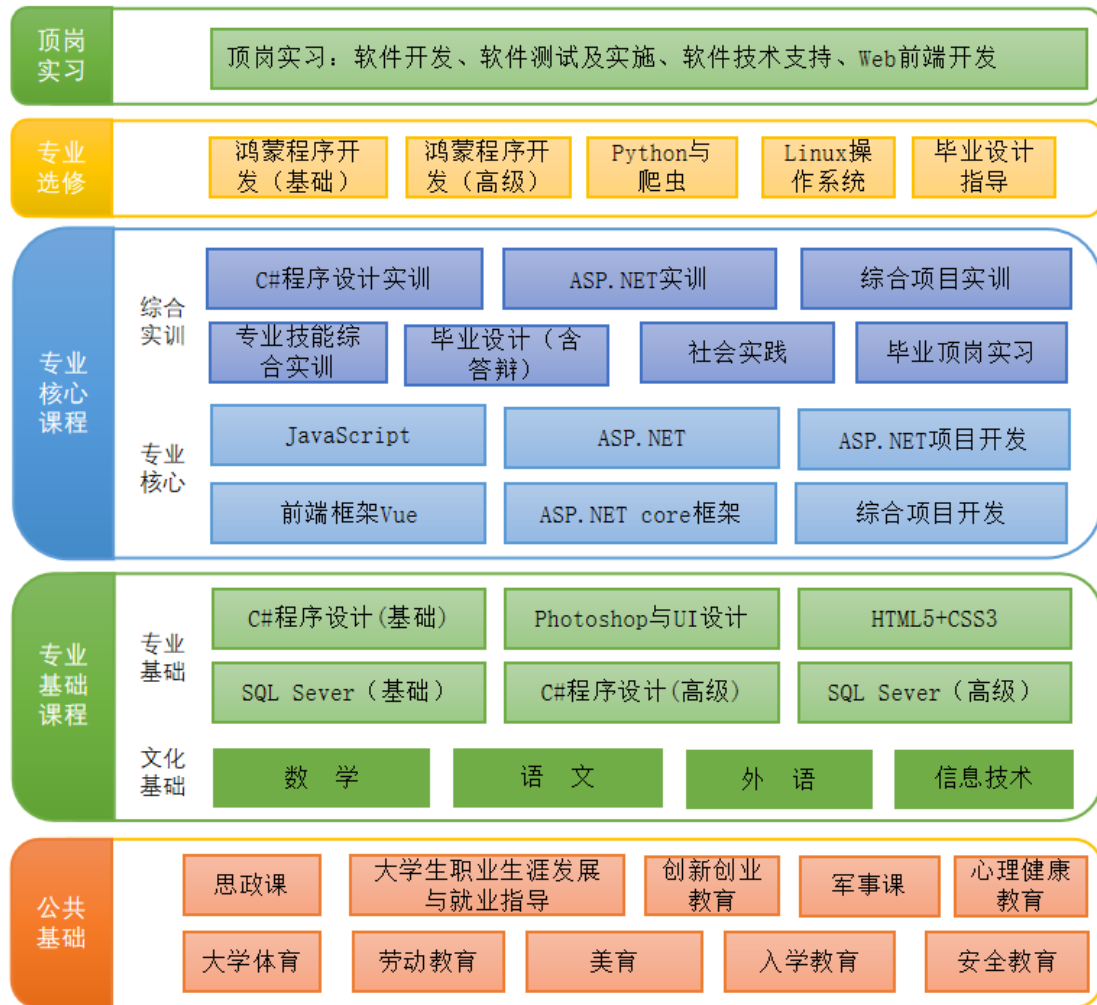 顶岗
实习
顶岗实习：软件开发、软件测试及实施、软件技术支持、Web前端开发
专业
选修
鸿蒙程序开
发（基础）
鸿蒙程序开
发（高级）
Python与
爬虫
Linux操
作系统
毕业设计
指导
专业
核心
课程
综合
实训
C#程序设计实训
ASP.NET实训
综合项目实训
专业技能综
合实训
毕业设计（含
答辩）
社会实践
毕业顶岗实习
专业
核心
JavaScript
ASP.NET
ASP.NET项目开发
前端框架Vue
ASP.NET core框架
综合项目开发
专业
基础
课程
专业
基础
C#程序设计(基础)
Photoshop与UI设计
HTML5+CSS3
SQL Sever（基础）
C#程序设计(高级)
SQL Sever（高级）
文化
基础
数 学
语 文
外 语
信息技术
公共
基础
思政课
大学生职业生涯发展
与就业指导
创新创业
教育
军事课
心理健康
教育
大学体育
劳动教育
美育
入学教育
安全教育